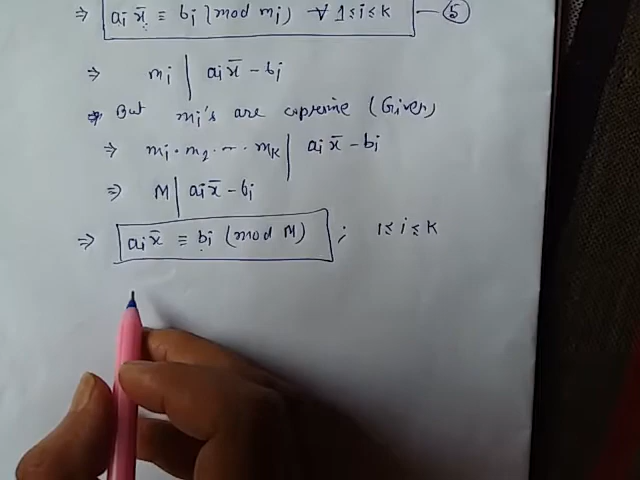 ⇒ aᵢx̄ ≡ bᵢ (mod mᵢ) ∀ 1≤i≤k — ⑤
⇒ mᵢ | aᵢx̄ - bᵢ
⇒ But mᵢ's are coprime (Given)
⇒ m₁·m₂·…·mₖ | aᵢx̄ - bᵢ
⇒ M | aᵢx̄ - bᵢ
⇒ aᵢx̄ ≡ bᵢ (mod M) ; 1≤i≤k